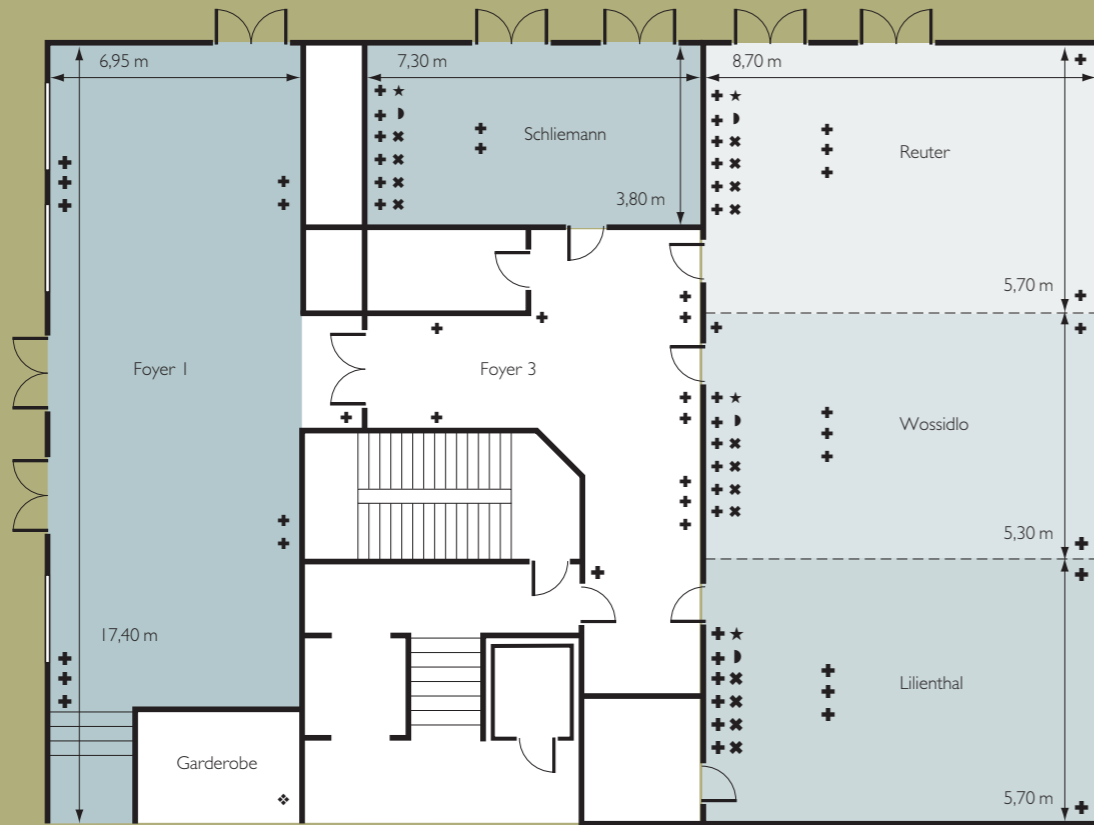 6,95 m
7,30 m
8,70 m
Schliemann
Reuter
3,80 m
5,70 m
Foyer 1
Foyer 3
Wossidlo
5,30 m
17,40 m
Lilienthal
Garderobe
5,70 m